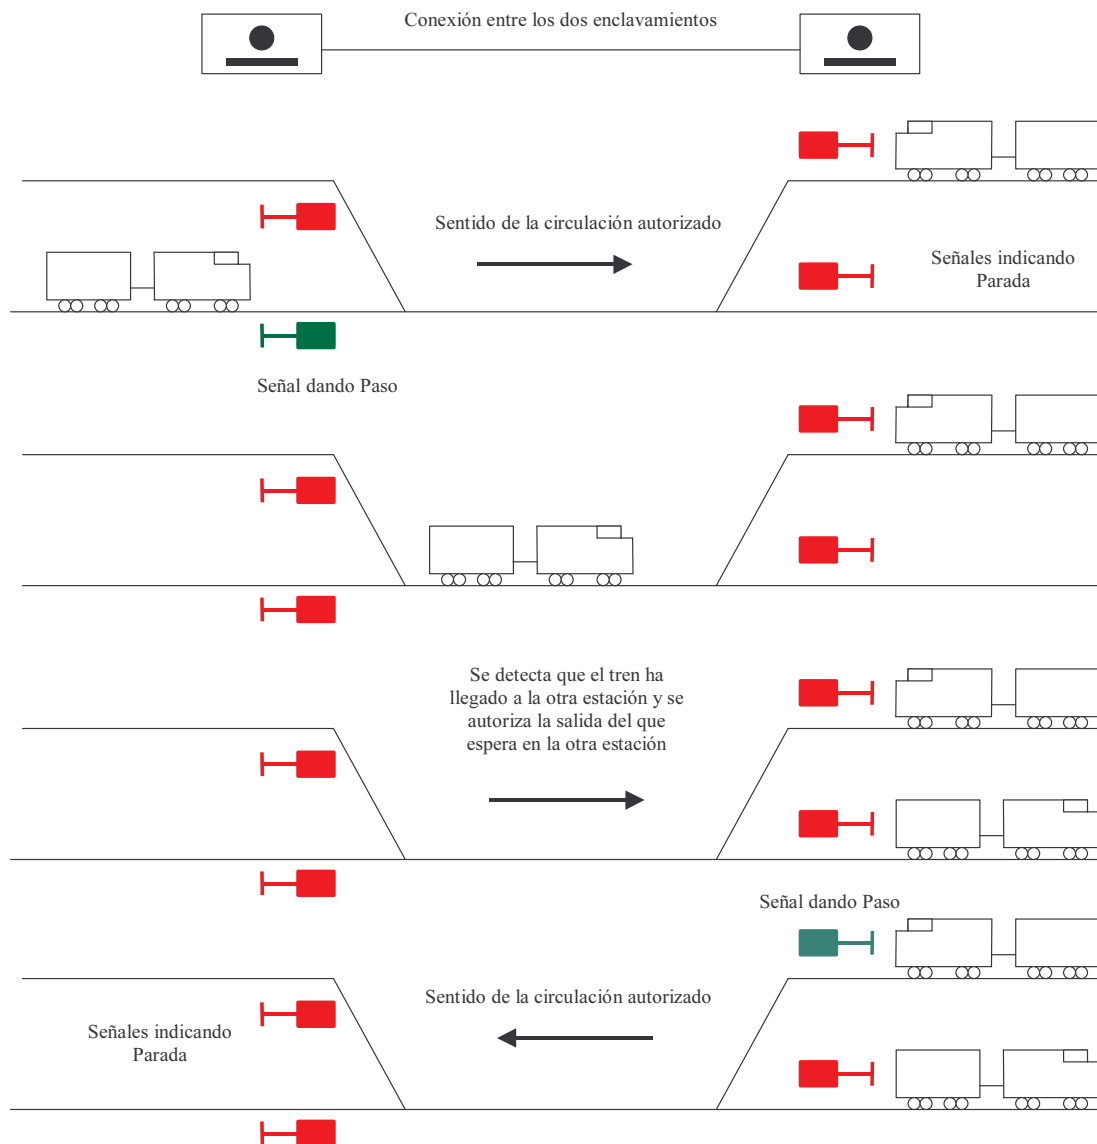 Conexión entre los dos enclavamientos
Sentido de la circulación autorizado
Señales indicando
Parada
Señal dando Paso
Se detecta que el tren ha
llegado a la otra estación y se
autoriza la salida del que
espera en la otra estación
Señal dando Paso
Sentido de la circulación autorizado
Señales indicando
Parada